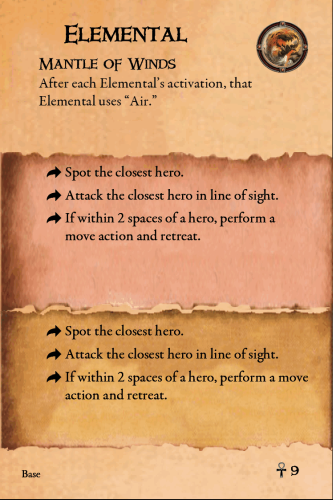 Elemental
Mantle of Winds
After each Elemental's activation, that
Elemental uses “Air.”
Spot the closest hero.
Attack the closest hero in line of sight.
If within 2 spaces of a hero, perform a
move action and retreat.
Spot the closest hero.
Attack the closest hero in line of sight.
If within 2 spaces of a hero, perform a move
action and retreat.
Base
9